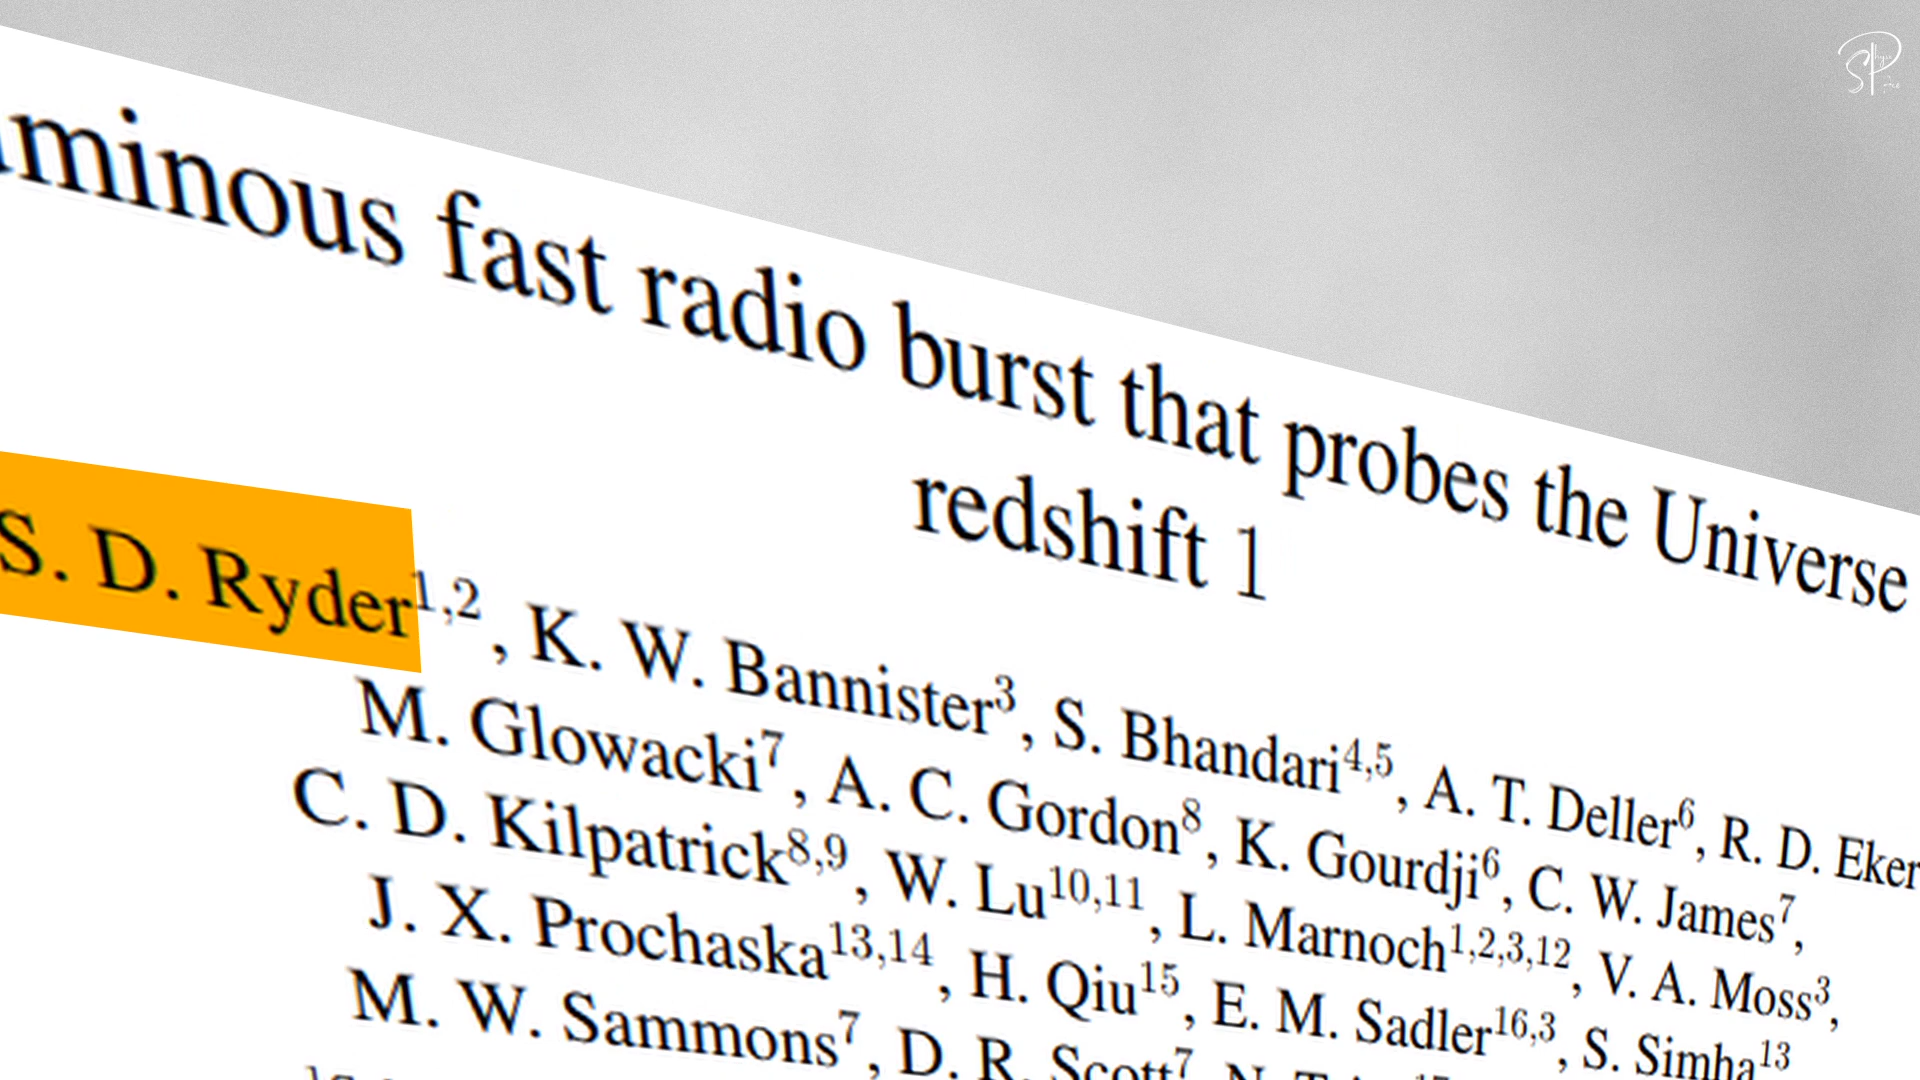 minous fast radio burst that probes the Universe
redshift 1
S. D. Ryder1,2, K. W. Bannister3, S. Bhandari4,5, A. T. Deller6, R. D. Eker
M. Glowacki7, A. C. Gordon8, K. Gourdji6, C. W. James7,
C. D. Kilpatrick8,9, W. Lu10,11, L. Marnoch1,2,3,12, V. A. Moss3,
J. X. Prochaska13,14, H. Qiu15, E. M. Sadler16,3, S. Simha13
M. W. Sammons7, D. R. Scott7
SP